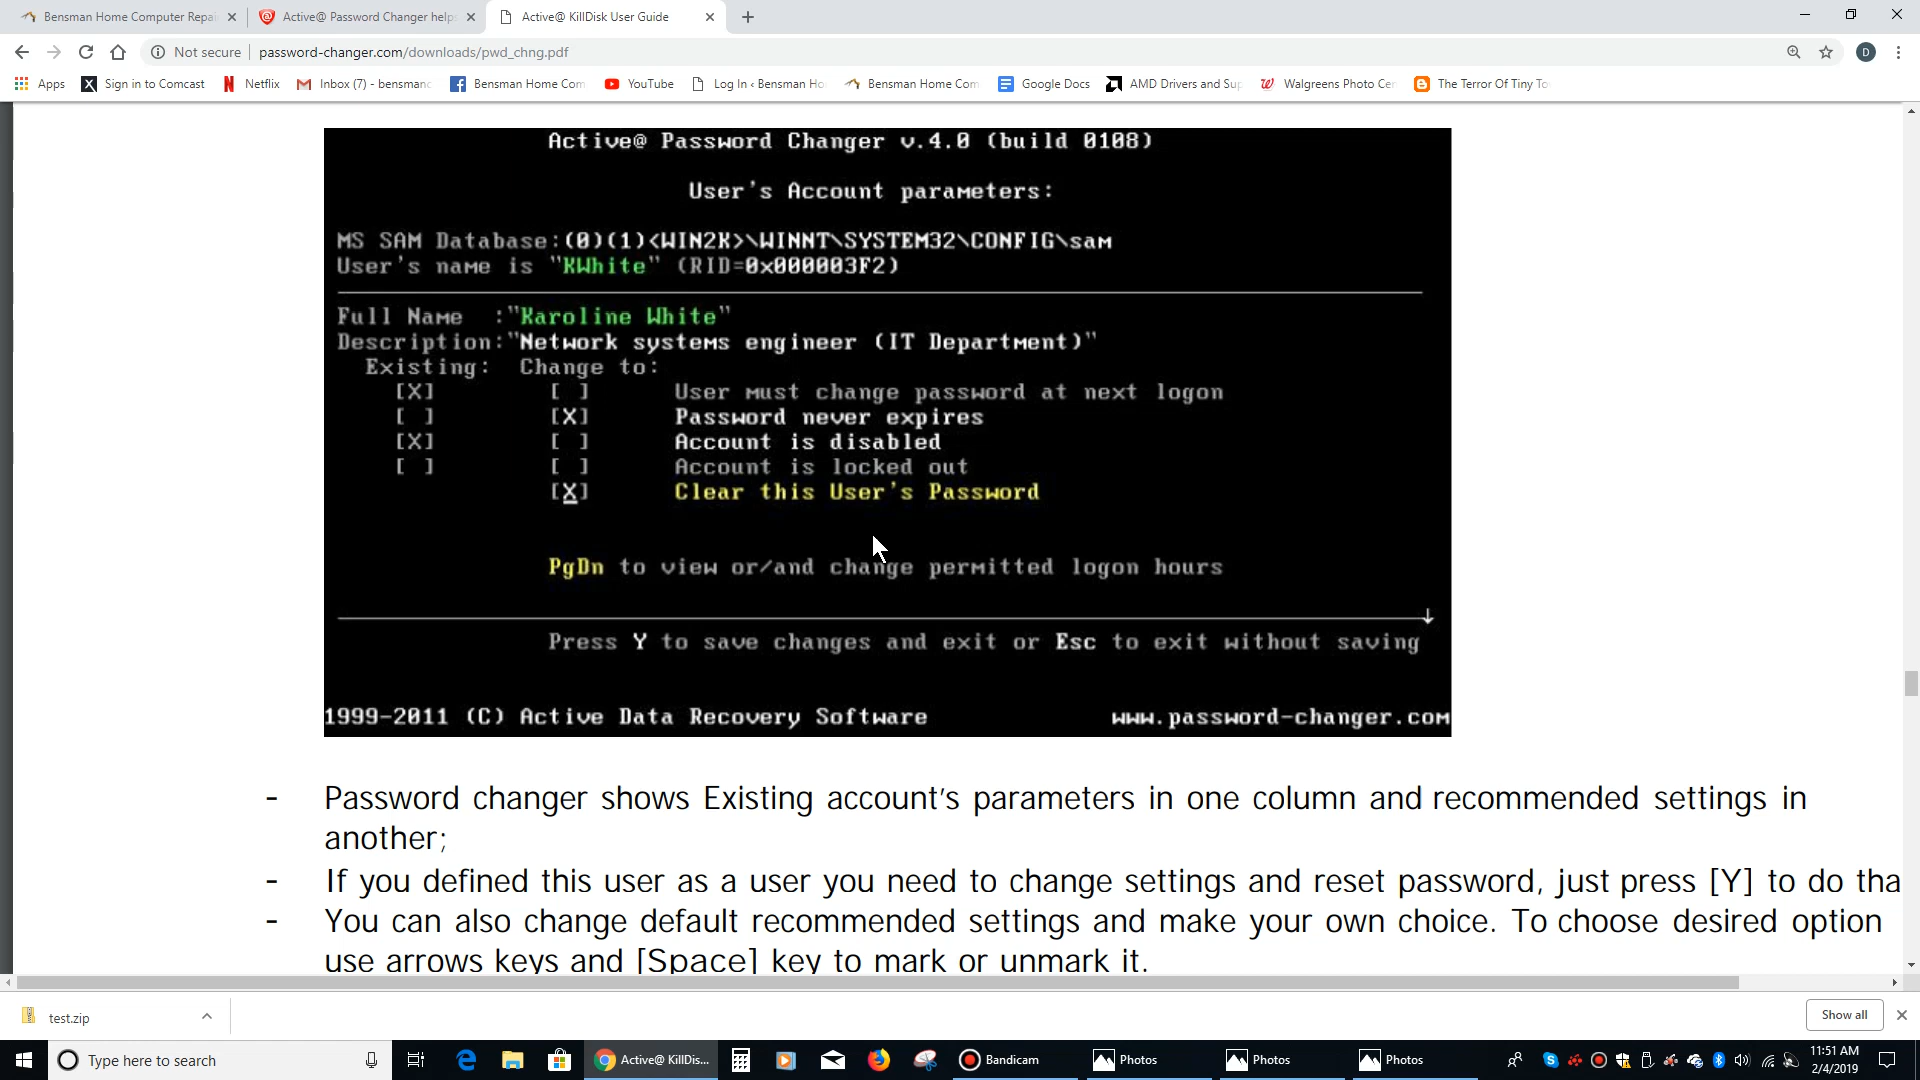 Bensman Home Computer Repai
Active@ Password Changer helps
Active@ KillDisk User Guide
Not secure | password-changer.com/downloads/pwd_chng.pdf
D
Apps
Sign in to Comcast
Netflix
Inbox (7) - bensman
Bensman Home Com
YouTube
Log In ‹ Bensman Ho
Bensman Home Com
Google Docs
AMD Drivers and Sup
Walgreens Photo Cen
The Terror Of Tiny To
Active@ Password Changer v.4.0 (build 0108)
User's Account parameters:
MS SAM Database:(0)(1)<WIN2K>\WINNT\SYSTEM32\CONFIG\sam
User's name is "KWhite" (RID=0x000003F2)
Full Name :"Karoline White"
Description:"Network systems engineer (IT Department)"
Existing: Change to:
[X] [ ] User must change password at next logon
[ ] [X] Password never expires
[X] [ ] Account is disabled
[ ] [ ] Account is locked out
[X] Clear this User's Password
PgDn to view or/and change permitted logon hours
Press Y to save changes and exit or Esc to exit without saving
1999-2011 (C) Active Data Recovery Software www.password-changer.com
- Password changer shows Existing account's parameters in one column and recommended settings in
another;
- If you defined this user as a user you need to change settings and reset password, just press [Y] to do tha
- You can also change default recommended settings and make your own choice. To choose desired option
use arrows keys and [Space] key to mark or unmark it.
test.zip
Show all
Type here to search
Active@ KillDis...
Bandicam
Photos
Photos
Photos
11:51 AM
2/4/2019